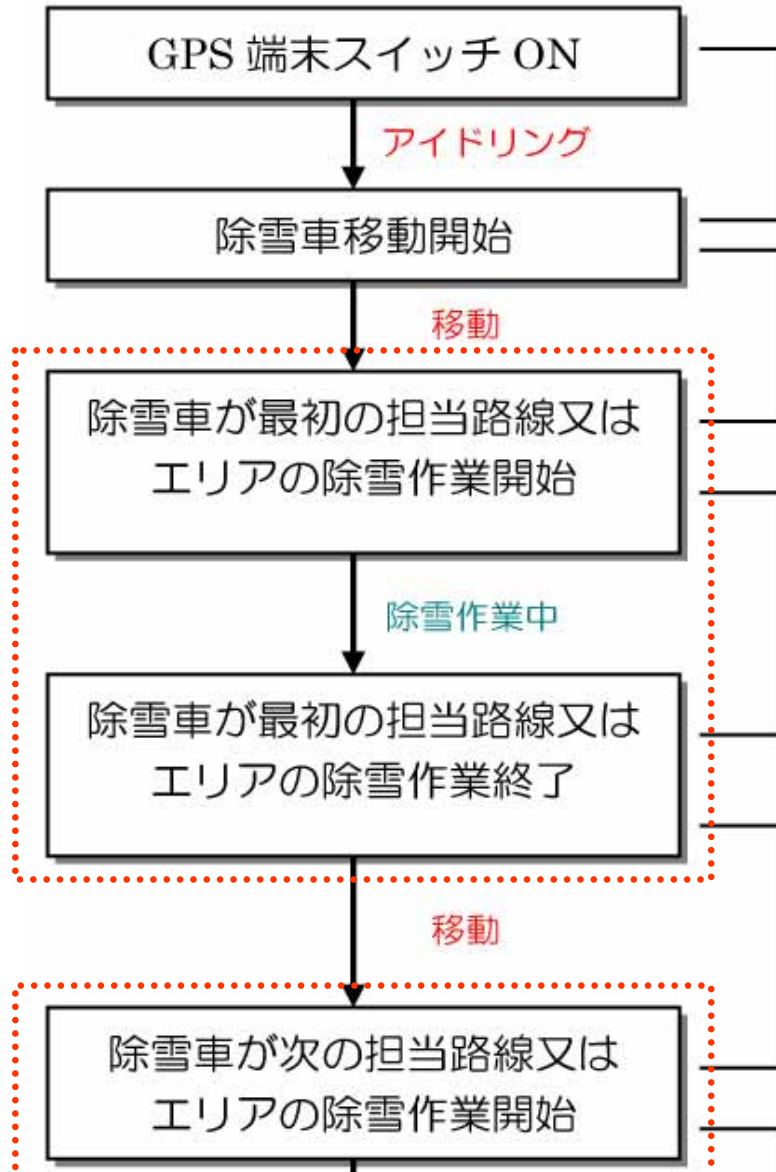 GPS 端末スイッチ ON
アイドリング
除雪車移動開始
移動
除雪車が最初の担当路線又は
エリアの除雪作業開始
除雪作業中
除雪車が最初の担当路線又は
エリアの除雪作業終了
移動
除雪車が次の担当路線又は
エリアの除雪作業開始